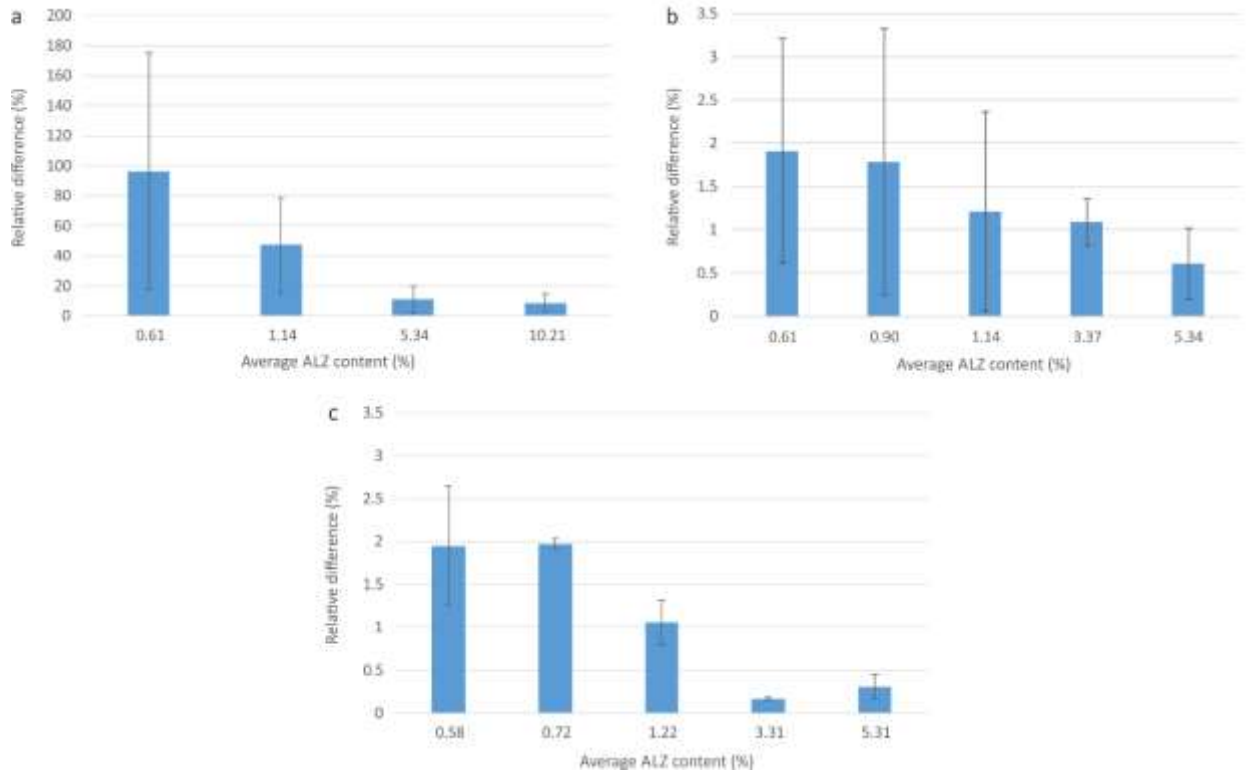 a
200
180
160
140
120
100
80
60
40
20
0
Relative difference (%)
0.61 1.14 5.34 10.21
Average ALZ content (%)
b
3.5
3
2.5
2
1.5
1
0.5
0
Relative difference (%)
0.61 0.90 1.14 3.37 5.34
Average ALZ content (%)
c
3.5
3
2.5
2
1.5
1
0.5
0
Relative difference (%)
0.58 0.72 1.22 3.31 5.31
Average ALZ content (%)